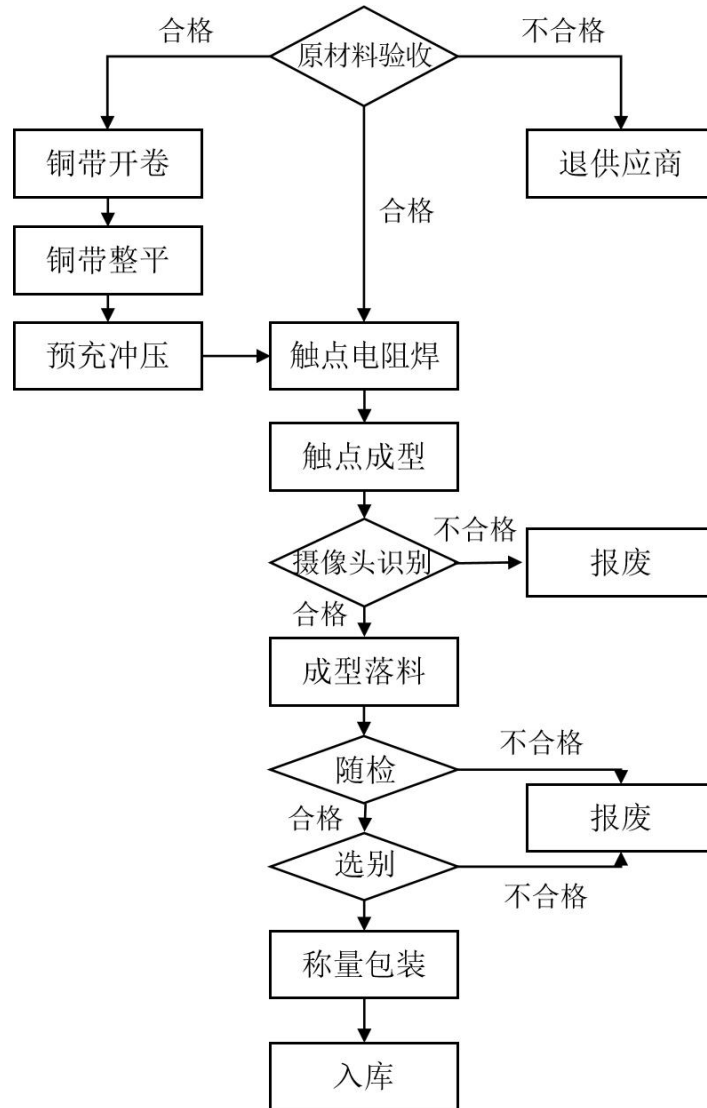 合格
原材料验收
不合格
铜带开卷
合格
退供应商
铜带整平
预充冲压
触点电阻焊
触点成型
摄像头识别
不合格
报废
合格
成型落料
随检
不合格
合格
报废
选别
不合格
称量包装
入库